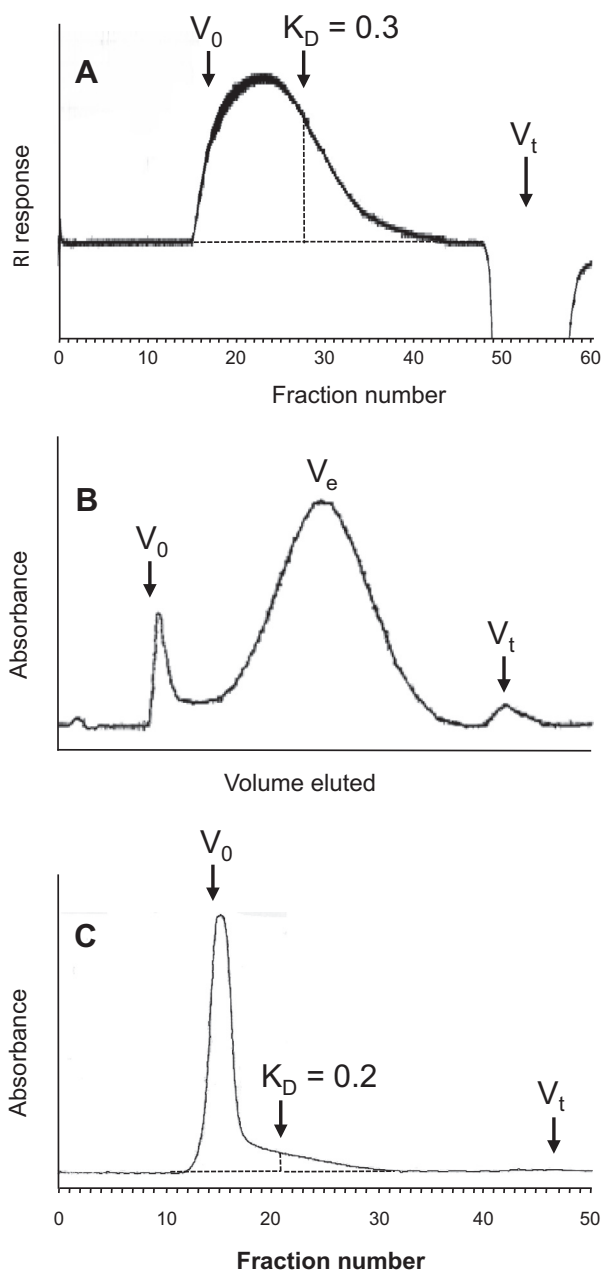 V0 KD = 0.3
A
Vt
RI response
0 10 20 30 40 50 60
Fraction number
Ve
B
V0
Vt
Absorbance
Volume eluted
V0
C
KD = 0.2
Vt
Absorbance
0 10 20 30 40 50
Fraction number